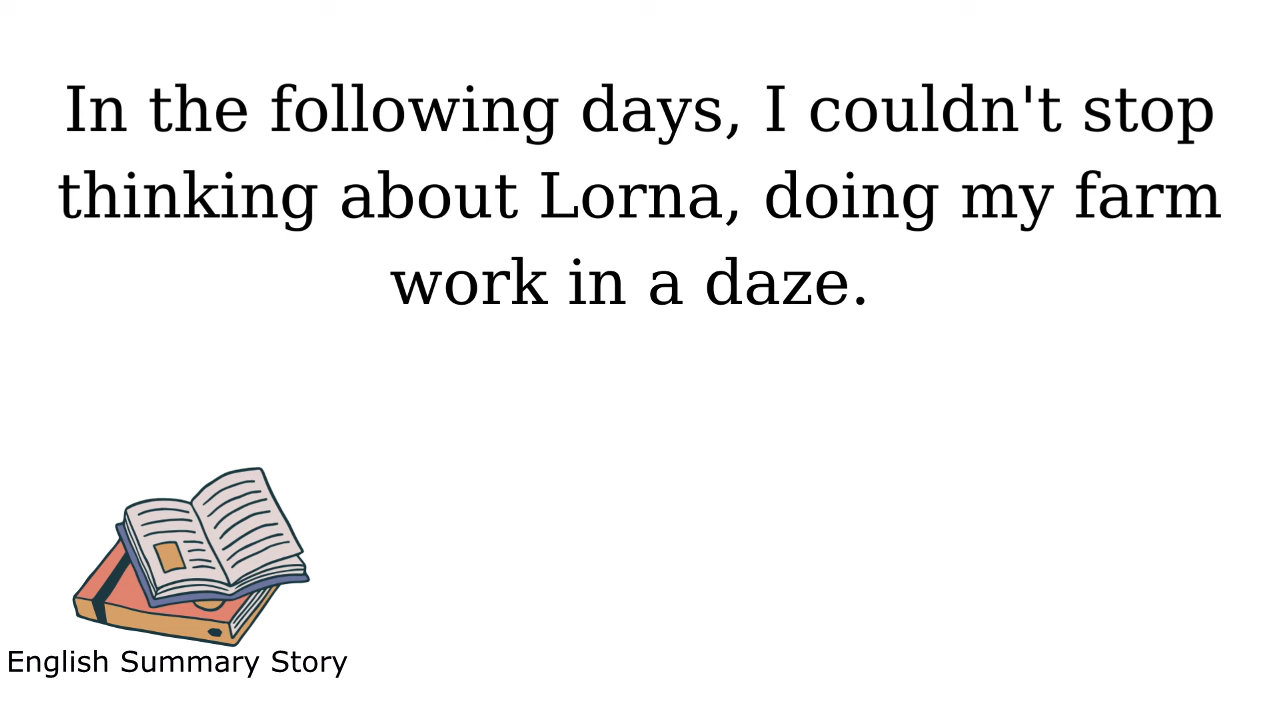 In the following days, I couldn't stop
thinking about Lorna, doing my farm
work in a daze.
English Summary Story